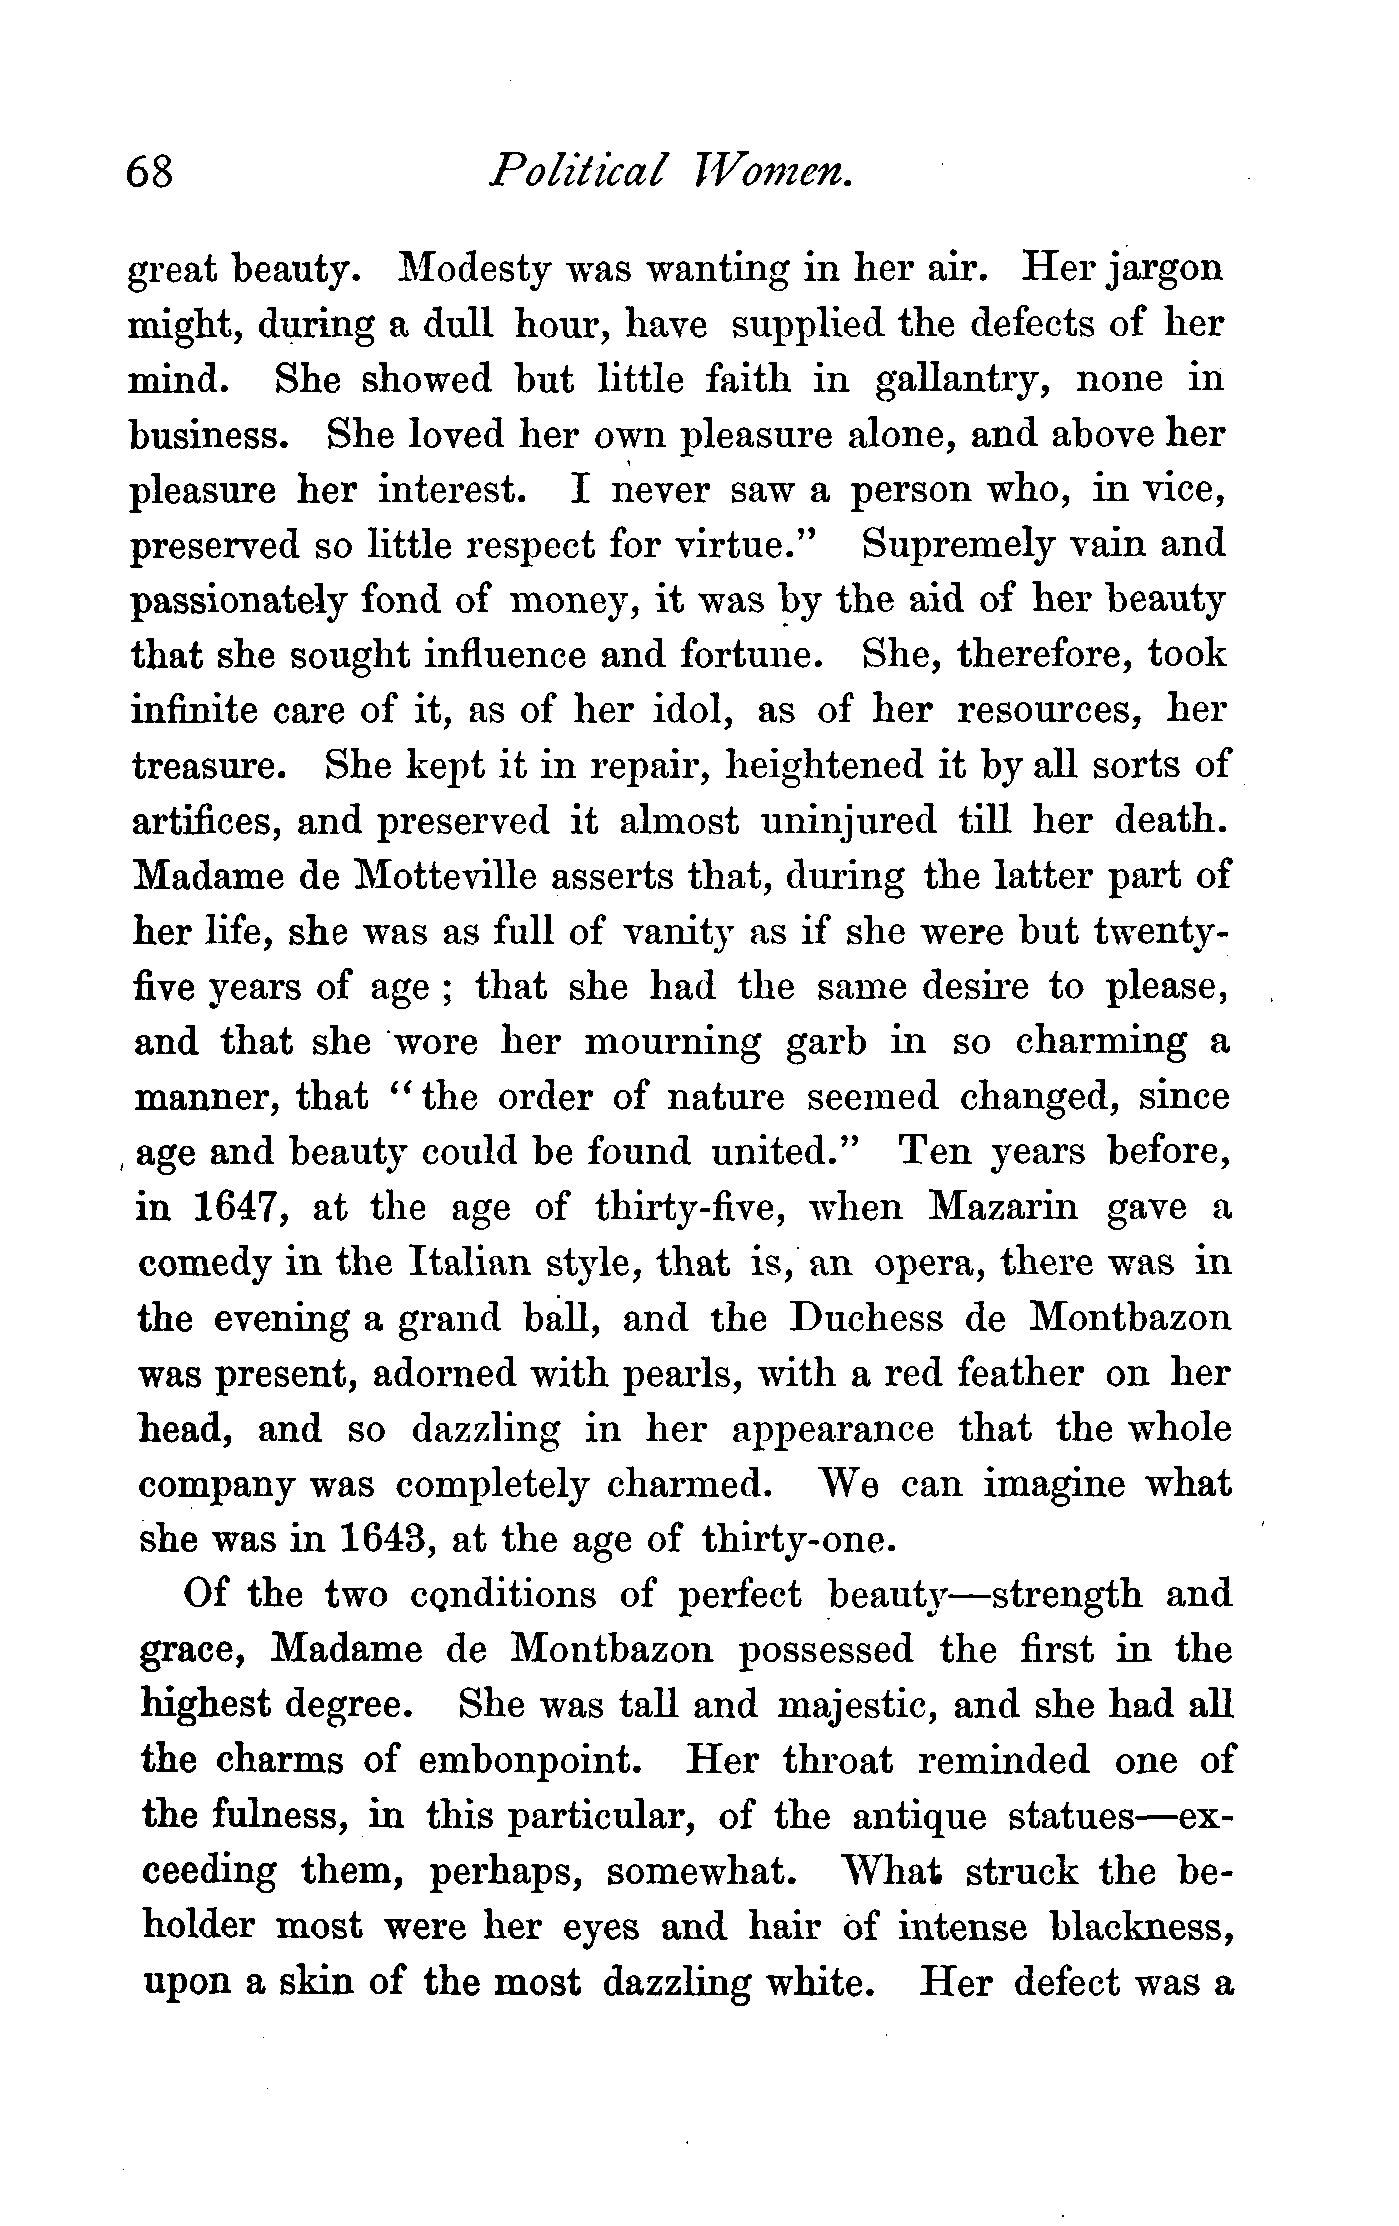 68 Political Women.
great beauty. Modesty was wanting in her air. Her jargon
might, during a dull hour, have supplied the defects of her
mind. She showed but little faith in gallantry, none in
business. She loved her own pleasure alone, and above her
pleasure her interest. I never saw a person who, in vice,
preserved so little respect for virtue.” Supremely vain and
passionately fond of money, it was by the aid of her beauty
that she sought influence and fortune. She, therefore, took
infinite care of it, as of her idol, as of her resources, her
treasure. She kept it in repair, heightened it by all sorts of
artifices, and preserved it almost uninjured till her death.
Madame de Motteville asserts that, during the latter part of
her life, she was as full of vanity as if she were but twenty-
five years of age ; that she had the same desire to please,
and that she wore her mourning garb in so charming a
manner, that “ the order of nature seemed changed, since
age and beauty could be found united.” Ten years before,
in 1647, at the age of thirty-five, when Mazarin gave a
comedy in the Italian style, that is, an opera, there was in
the evening a grand ball, and the Duchess de Montbazon
was present, adorned with pearls, with a red feather on her
head, and so dazzling in her appearance that the whole
company was completely charmed. We can imagine what
she was in 1643, at the age of thirty-one.
Of the two conditions of perfect beauty—strength and
grace, Madame de Montbazon possessed the first in the
highest degree. She was tall and majestic, and she had all
the charms of embonpoint. Her throat reminded one of
the fulness, in this particular, of the antique statues—ex-
ceeding them, perhaps, somewhat. What struck the be-
holder most were her eyes and hair of intense blackness,
upon a skin of the most dazzling white. Her defect was a